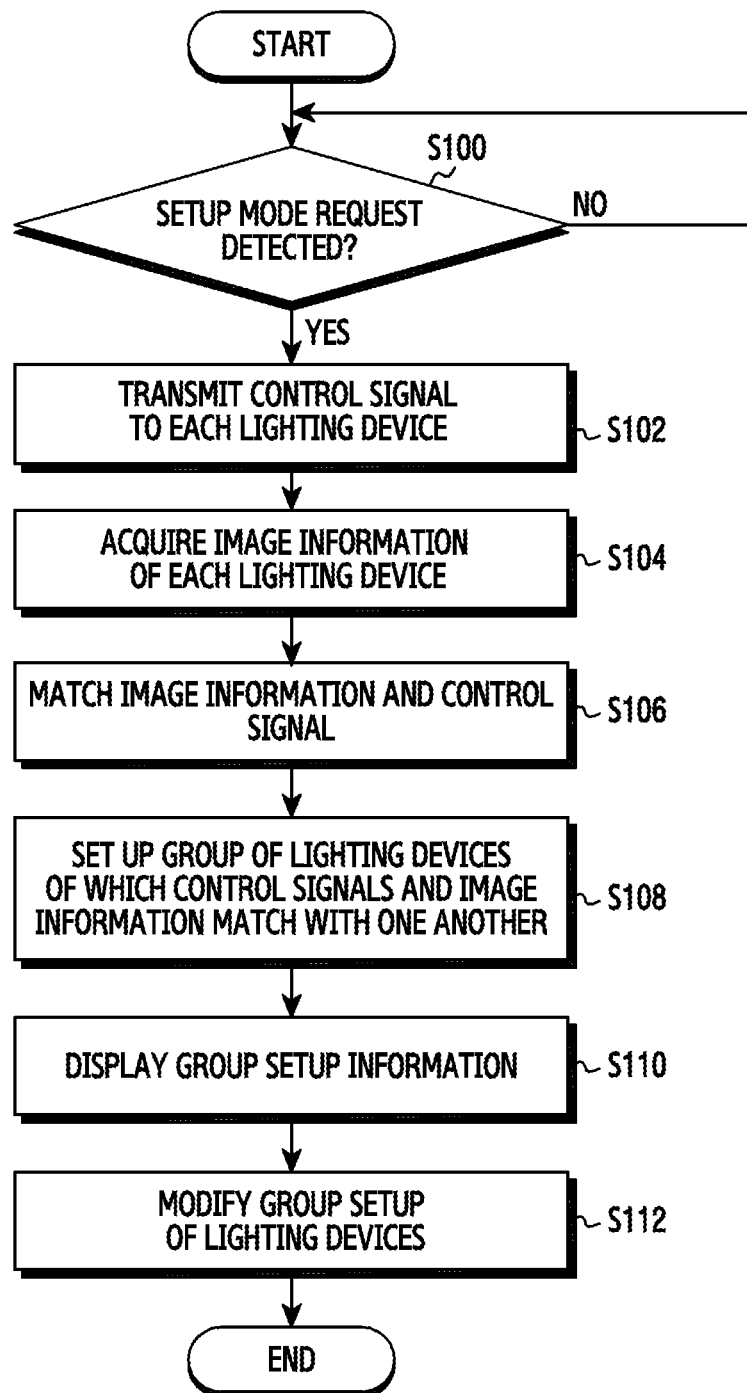 START
S100
SETUP MODE REQUEST
DETECTED?
NO
YES
TRANSMIT CONTROL SIGNAL
TO EACH LIGHTING DEVICE
S102
ACQUIRE IMAGE INFORMATION
OF EACH LIGHTING DEVICE
S104
MATCH IMAGE INFORMATION AND CONTROL
SIGNAL
S106
SET UP GROUP OF LIGHTING DEVICES
OF WHICH CONTROL SIGNALS AND IMAGE
INFORMATION MATCH WITH ONE ANOTHER
S108
DISPLAY GROUP SETUP INFORMATION
S110
MODIFY GROUP SETUP
OF LIGHTING DEVICES
S112
END